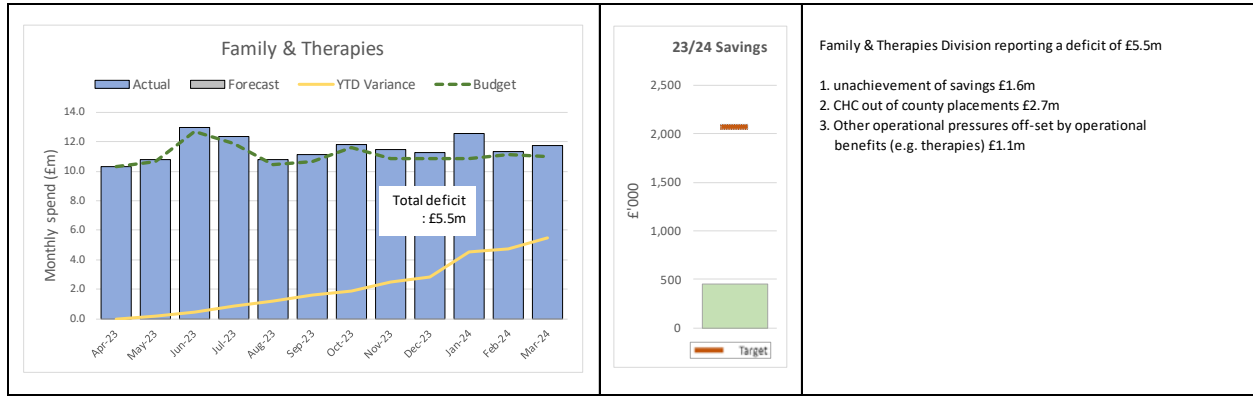 Family & Therapies
Actual
Forecast
YTD Variance
Budget
Monthly spend (£m)
14.0
12.0
10.0
8.0
6.0
4.0
2.0
0.0
Total deficit
: £5.5m
Apr-23
May-23
Jun-23
Jul-23
Aug-23
Sep-23
Oct-23
Nov-23
Dec-23
Jan-24
Feb-24
Mar-24
23/24 Savings
£'000
2,500
2,000
1,500
1,000
500
0
Target
Family & Therapies Division reporting a deficit of £5.5m
1. unachievement of savings £1.6m
2. CHC out of county placements £2.7m
3. Other operational pressures off-set by operational
benefits (e.g. therapies) £1.1m